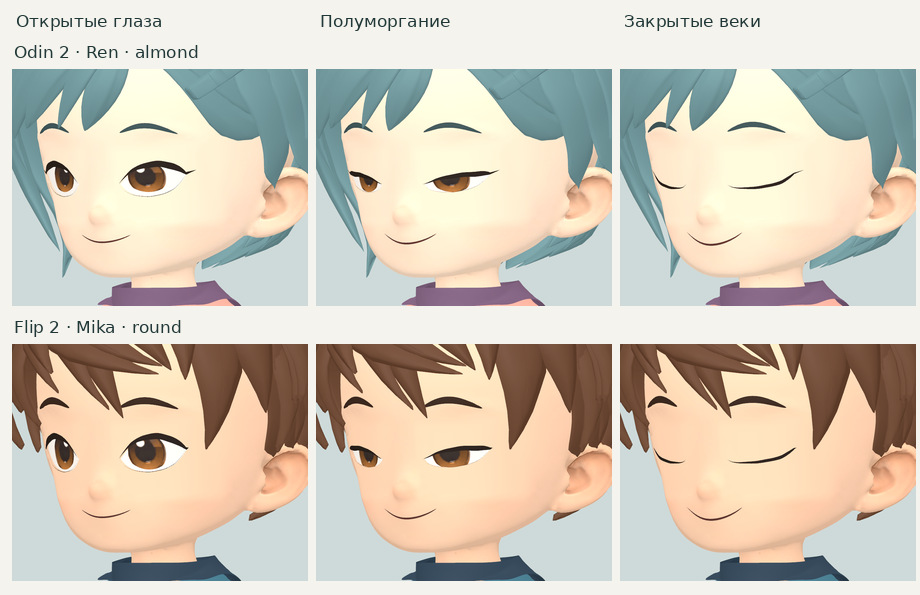 Открытые глаза
Полуморгание
Закрытые веки
Odin 2 · Ren · almond
Flip 2 · Mika · round